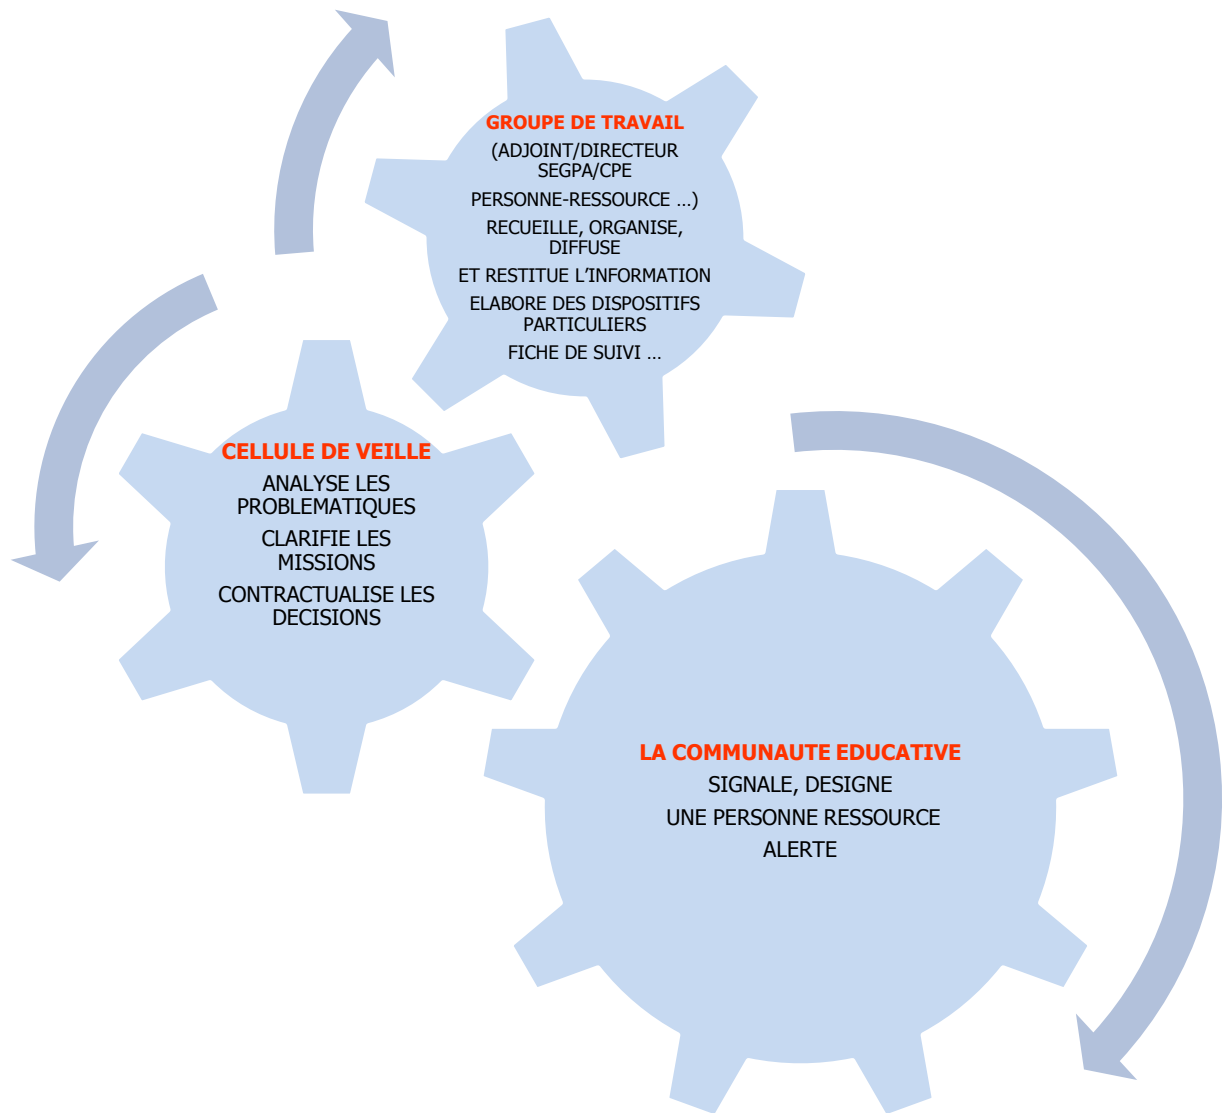 GROUPE DE TRAVAIL
(ADJOINT/DIRECTEUR
SEGPA/CPE
PERSONNE-RESSOURCE …)
RECUEILLE, ORGANISE,
DIFFUSE
ET RESTITUE L’INFORMATION
ELABORE DES DISPOSITIFS
PARTICULIERS
FICHE DE SUIVI …
CELLULE DE VEILLE
ANALYSE LES
PROBLEMATIQUES
CLARIFIE LES
MISSIONS
CONTRACTUALISE LES
DECISIONS
LA COMMUNAUTE EDUCATIVE
SIGNALE, DESIGNE
UNE PERSONNE RESSOURCE
ALERTE